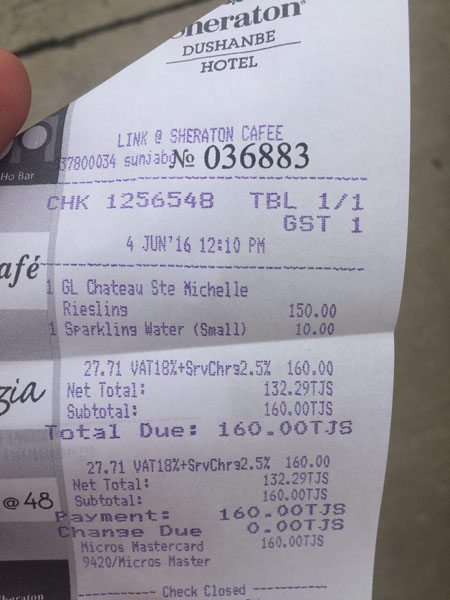 Sheraton
DUSHANBE
HOTEL
LINK @ SHERATON CAFEE
37800034 sunjabg № 036883
Ho Bar
CHK 1256548 TBL 1/1
GST 1
4 JUN'16 12:10 PM
afé
1 GL Chateau Ste Michelle
Riesling 150.00
1 Sparkling Water (Small) 10.00
27.71 VAT18%+SrvChrg2.5% 160.00
zia
Net Total: 132.29TJS
Subtotal: 160.00TJS
Total Due: 160.00TJS
27.71 VAT18%+SrvChrg2.5% 160.00
Net Total: 132.29TJS
@ 48
Subtotal: 160.00TJS
Payment: 160.00TJS
Change Due 0.00TJS
Micros Mastercard 160.00TJS
9420/Micros Master
Sheraton
----------- Check Closed -----------